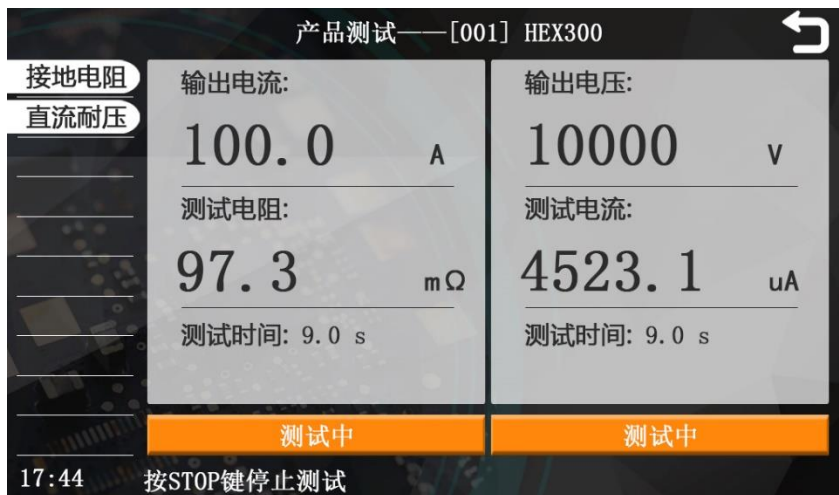 产品测试——[001] HEX300
接地电阻
直流耐压
输出电流:
100.0 A
测试电阻:
97.3 mΩ
测试时间: 9.0 s
测试中
输出电压:
10000 V
测试电流:
4523.1 uA
测试时间: 9.0 s
测试中
17:44 按STOP键停止测试